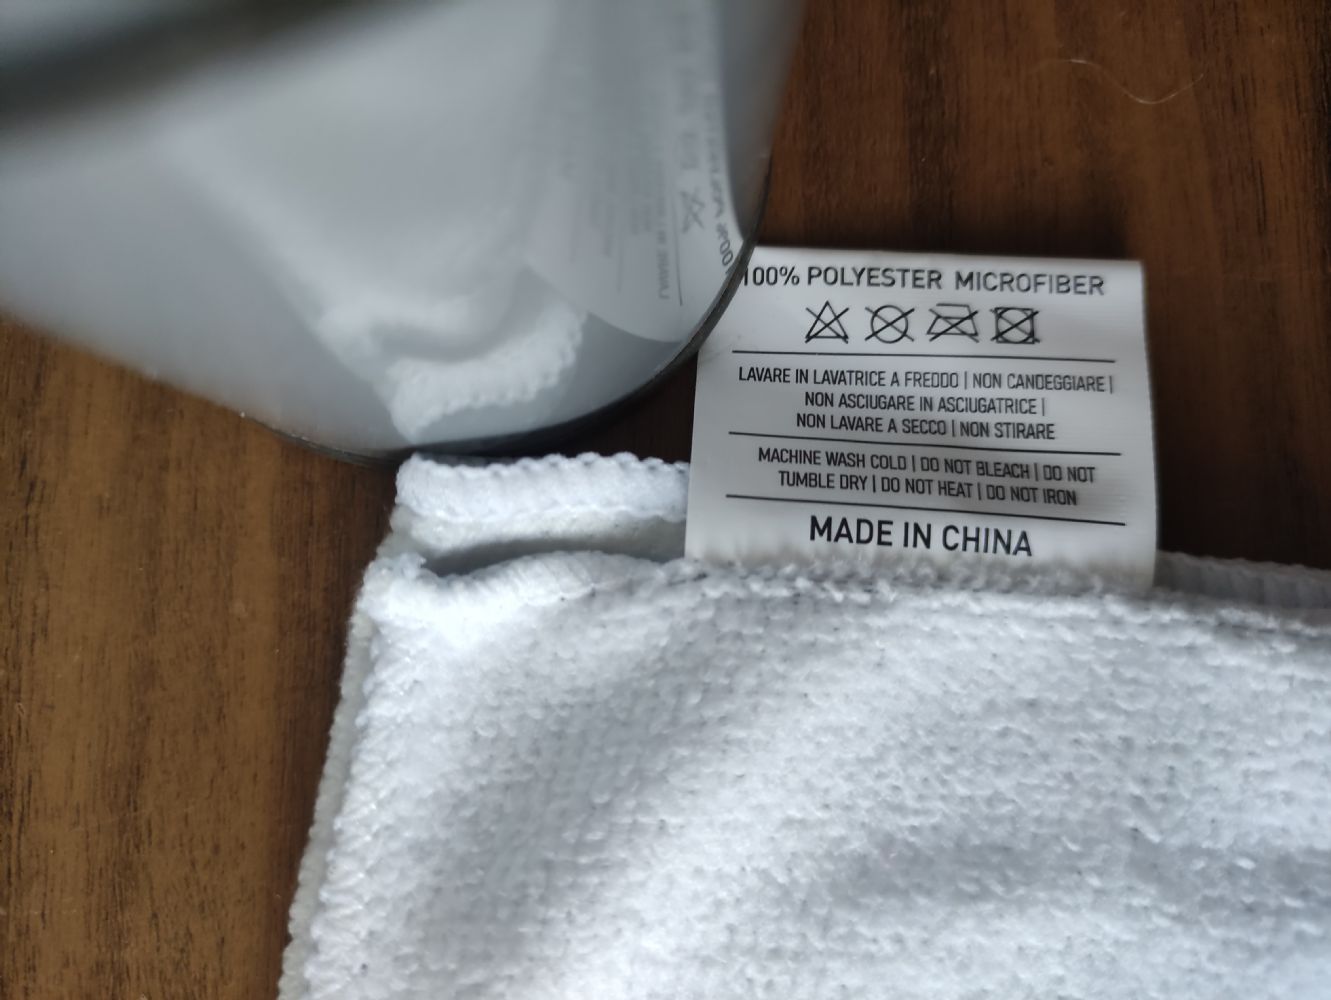 100% POLYESTER MICROFIBER
LAVARE IN LAVATRICE A FREDDO | NON CANDEGGIARE |
NON ASCIUGARE IN ASCIUGATRICE |
NON LAVARE A SECCO | NON STIRARE
MACHINE WASH COLD | DO NOT BLEACH | DO NOT
TUMBLE DRY | DO NOT HEAT | DO NOT IRON
MADE IN CHINA